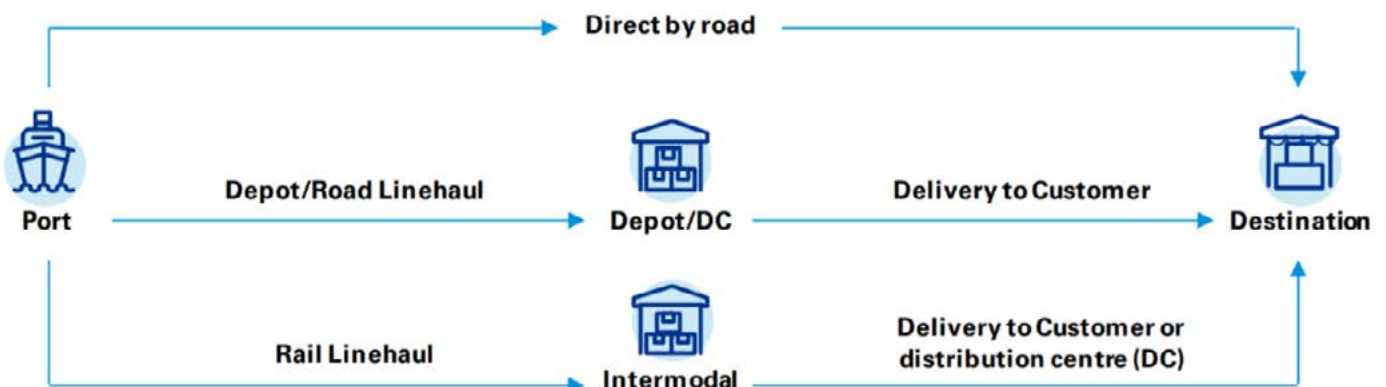 Direct by road
Depot/Road Linehaul
Delivery to Customer
Port
Depot/DC
Destination
Rail Linehaul
Delivery to Customer or
distribution centre (DC)
Intermodal